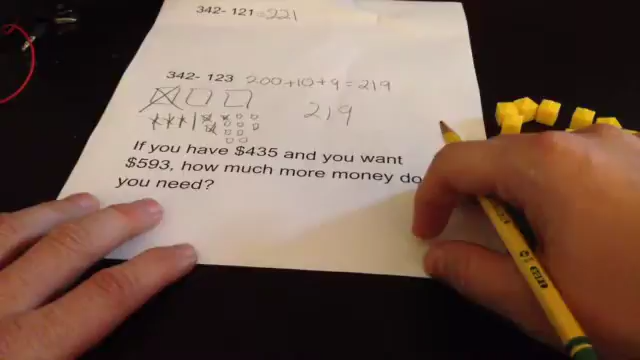 342- 121 =221
342- 123 200+10+9=219
219
If you have $435 and you want
$593, how much more money do
you need?